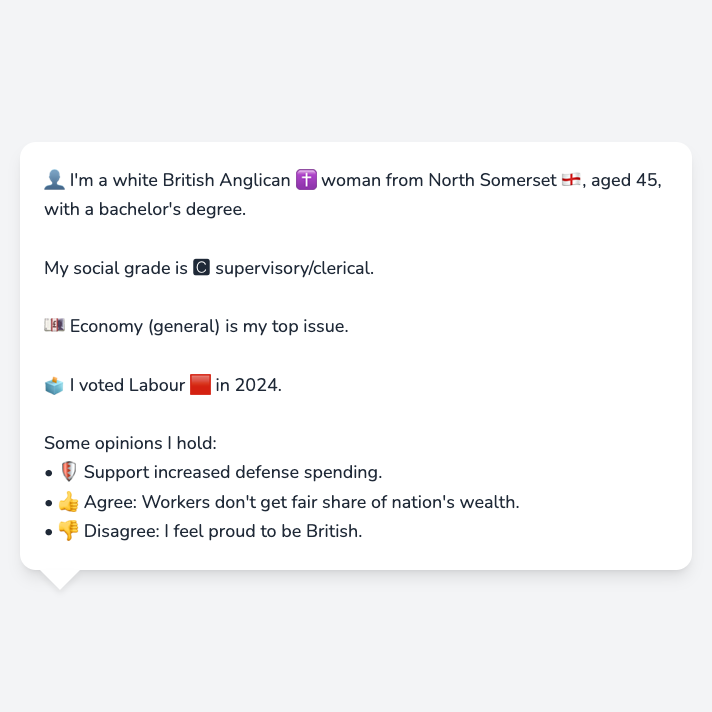 👤 I'm a white British Anglican ✝️ woman from North Somerset 🏴󠁧󠁢󠁥󠁮󠁧󠁿, aged 45,
with a bachelor's degree.
My social grade is 🅲 supervisory/clerical.
💷 Economy (general) is my top issue.
🗳️ I voted Labour 🟥 in 2024.
Some opinions I hold:
• 🛡️ Support increased defense spending.
• 👍 Agree: Workers don't get fair share of nation's wealth.
• 👎 Disagree: I feel proud to be British.